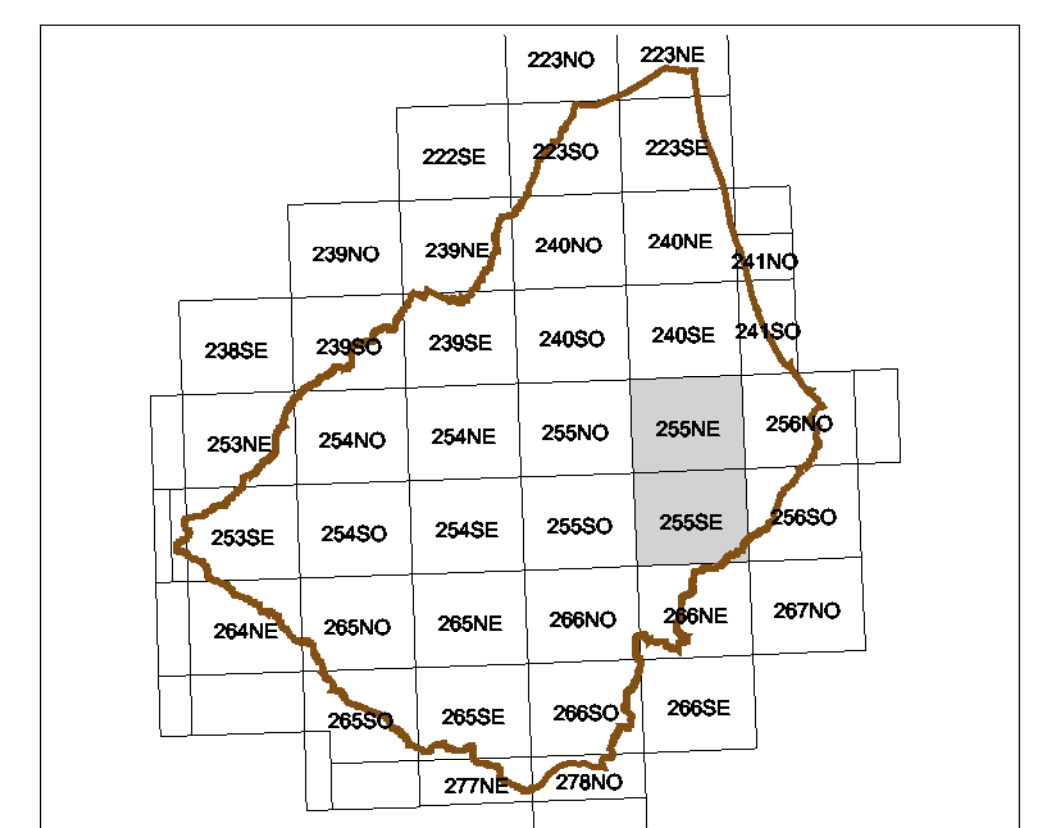 223NO 223NE
222SE 223SO 223SE
239NO 239NE 240NO 240NE 241NO
238SE 239SO 239SE 240SO 240SE 241SO
253NE 254NO 254NE 255NO 255NE 256NO
253SE 254SO 254SE 255SO 255SE 256SO
264NE 265NO 265NE 266NO 266NE 267NO
265SO 265SE 266SO 266SE
277NE 278NO